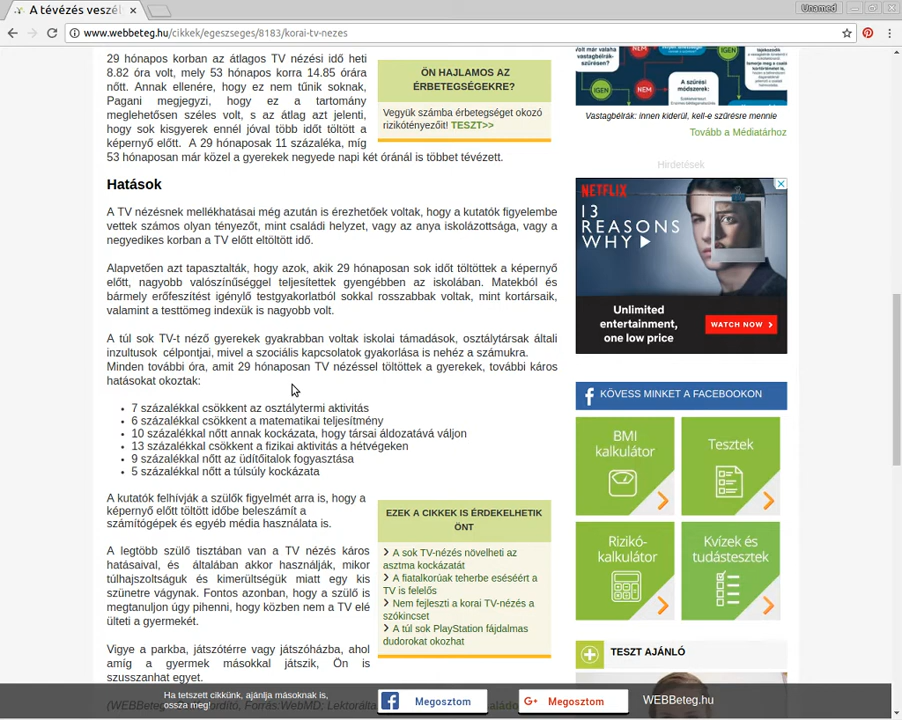 A tévézés veszél
Unamed
www.webbeteg.hu/cikkek/egeszseges/8183/korai-tv-nezes
29 hónapos korban az átlagos TV nézési idő heti
8.82 óra volt, mely 53 hónapos korra 14.85 órára
nőtt. Annak ellenére, hogy ez nem tűnik soknak,
Pagani megjegyzi, hogy ez a tartomány
meglehetősen széles volt, s az átlag azt jelenti,
hogy sok kisgyerek ennél jóval több időt töltött a
képernyő előtt. A 29 hónaposak 11 százaléka, míg
53 hónaposan már közel a gyerekek negyede napi két óránál is többet tévézett.
ÖN HAJLAMOS AZ
ÉRBETEGSÉGEKRE?
Vegyük számba érbetegséget okozó
rizikótényezőit! TESZT>>
Hatások
A TV nézésnek mellékhatásai még azután is érezhetőek voltak, hogy a kutatók figyelembe
vettek számos olyan tényezőt, mint családi helyzet, vagy az anya iskolázottsága, vagy a
negyedikes korban a TV előtt eltöltött idő.
Alapvetően azt tapasztalták, hogy azok, akik 29 hónaposan sok időt töltöttek a képernyő
előtt, nagyobb valószínűséggel teljesítettek gyengébben az iskolában. Matekból és
bármely erőfeszítést igénylő testgyakorlatból sokkal rosszabbak voltak, mint kortársaik,
valamint a testtömeg indexük is nagyobb volt.
A túl sok TV-t néző gyerekek gyakrabban voltak iskolai támadások, osztálytársak általi
inzultusok célpontjai, mivel a szociális kapcsolatok gyakorlása is nehéz a számukra.
Minden további óra, amit 29 hónaposan TV nézéssel töltöttek a gyerekek, további káros
hatásokat okoztak:
• 7 százalékkal csökkent az osztálytermi aktivitás
• 6 százalékkal csökkent a matematikai teljesítmény
• 10 százalékkal nőtt annak kockázata, hogy társai áldozatává váljon
• 13 százalékkal csökkent a fizikai aktivitás a hétvégeken
• 9 százalékkal nőtt az üdítőitalok fogyasztása
• 5 százalékkal nőtt a túlsúly kockázata
A kutatók felhívják a szülők figyelmét arra is, hogy a
képernyő előtt töltött időbe beleszámít a
számítógépek és egyéb média használata is.
A legtöbb szülő tisztában van a TV nézés káros
hatásaival, és általában akkor használják, mikor
túlhajszoltságuk és kimerültségük miatt egy kis
szünetre vágynak. Fontos azonban, hogy a szülő is
megtanuljon úgy pihenni, hogy közben nem a TV elé
ülteti a gyermekét.
Vigye a parkba, játszótérre vagy játszóházba, ahol
amíg a gyermek másokkal játszik, Ön is
szusszanhat egyet.
EZEK A CIKKEK IS ÉRDEKELHETIK
ÖNT
A sok TV-nézés növelheti az
asztma kockázatát
A fiatalkorúak teherbe eséséért a
TV is felelős
Nem fejleszti a korai TV-nézés a
szókincset
A túl sok PlayStation fájdalmas
dudorokat okozhat
Volt már valaha
vastagbélrák-
szűrésen?
IGEN
NEM
A szűrés
módszerek:
IGEN
NEM
Vastagbélrák: innen kiderül, kell-e szűrésre mennie
Tovább a Médiatárhoz
Hirdetések
NETFLIX
13
REASONS
WHY
Unlimited
entertainment,
one low price
WATCH NOW
KÖVESS MINKET A FACEBOOKON
BMI
kalkulátor
Tesztek
Rizikó-
kalkulátor
Kvízek és
tudástesztek
TESZT AJÁNLÓ
Ha tetszett cikkünk, ajánlja másoknak is,
ossza meg!
Megosztom
G+ Megosztom
WEBBeteg.hu